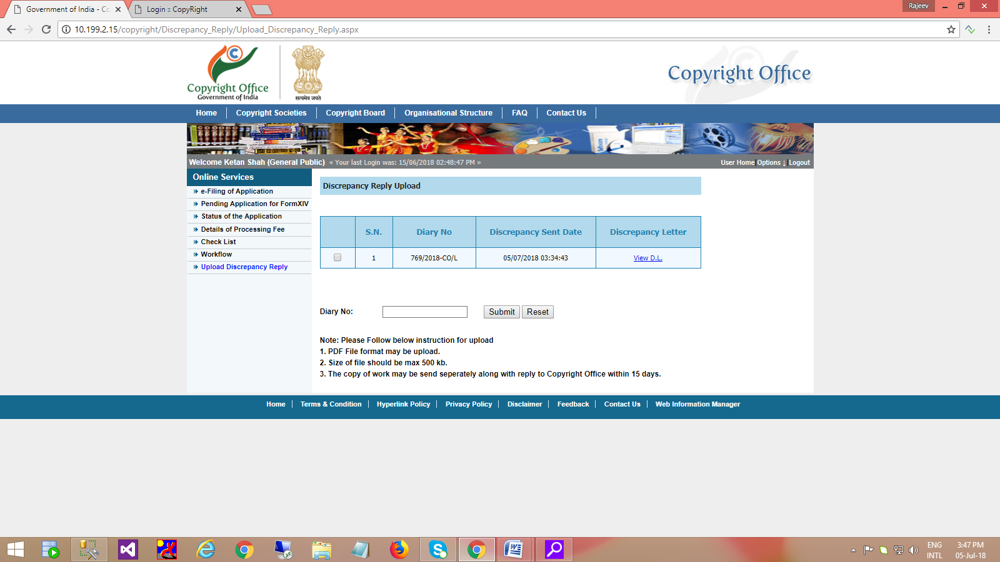 Government of India - Co
Login :: CopyRight
Rajeev
10.199.2.15/copyright/Discrepancy_Reply/Upload_Discrepancy_Reply.aspx
Copyright Office
Government of India
सत्यमेव जयते
Copyright Office
Home
Copyright Societies
Copyright Board
Organisational Structure
FAQ
Contact Us
Welcome Ketan Shah (General Public) « Your last Login was: 15/06/2018 02:48:47 PM »
User Home|Options ↓|Logout
Online Services
e-Filing of Application
Pending Application for FormXIV
Status of the Application
Details of Processing Fee
Check List
Workflow
Upload Discrepancy Reply
Discrepancy Reply Upload
S.N. Diary No Discrepancy Sent Date Discrepancy Letter
1 769/2018-CO/L 05/07/2018 03:34:43 View D.L.
Diary No: Submit Reset
Note: Please Follow below instruction for upload
1. PDF File format may be upload.
2. Size of file should be max 500 kb.
3. The copy of work may be send seperately along with reply to Copyright Office within 15 days.
Home
Terms & Condition
Hyperlink Policy
Privacy Policy
Disclaimer
Feedback
Contact Us
Web Information Manager
ENG
INTL
3:47 PM
05-Jul-18